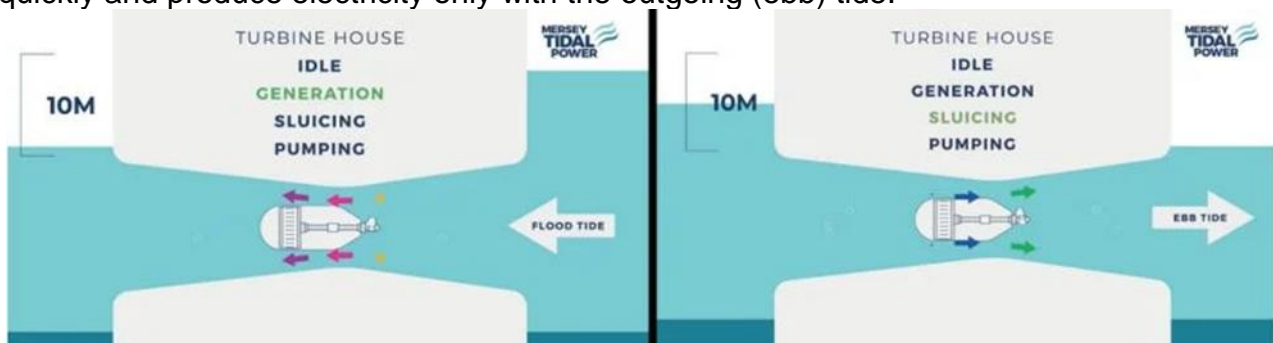 quickly and produce electricity only with the outgoing (ebb) tide.
TURBINE HOUSE
IDLE
GENERATION
SLUICING
PUMPING
10M
MERSEY
TIDAL
POWER
FLOOD TIDE
TURBINE HOUSE
IDLE
GENERATION
SLUICING
PUMPING
10M
MERSEY
TIDAL
POWER
EBB TIDE